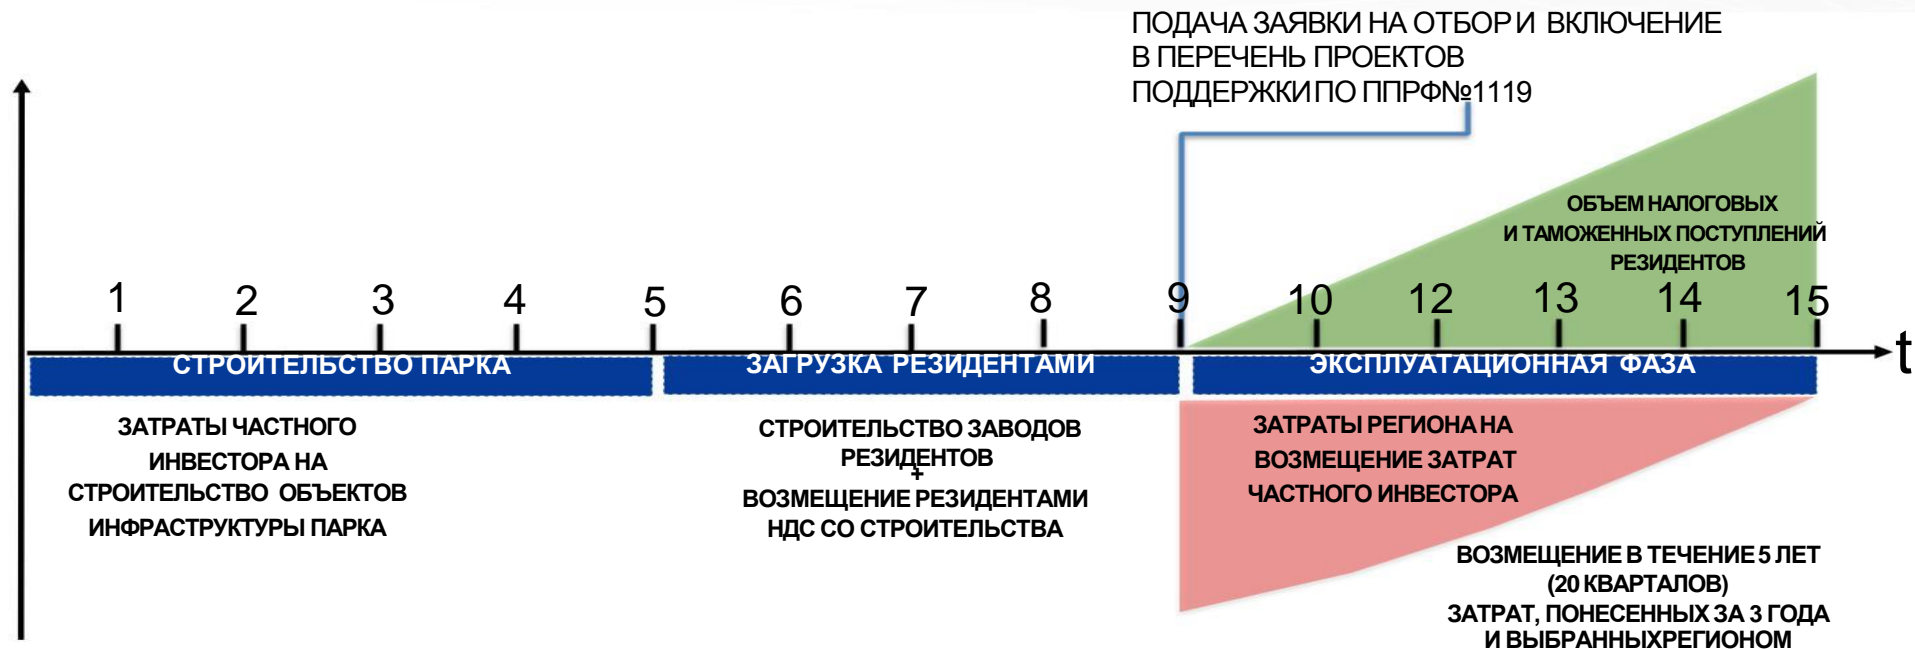 ПОДАЧА ЗАЯВКИ НА ОТБОР И ВКЛЮЧЕНИЕ
В ПЕРЕЧЕНЬ ПРОЕКТОВ
ПОДДЕРЖКИ ПО ППРФ№1119
ОБЪЕМ НАЛОГОВЫХ
И ТАМОЖЕННЫХ ПОСТУПЛЕНИЙ
РЕЗИДЕНТОВ
1 2 3 4 5 6 7 8 9 10 12 13 14 15
t
СТРОИТЕЛЬСТВО ПАРКА
ЗАГРУЗКА РЕЗИДЕНТАМИ
ЭКСПЛУАТАЦИОННАЯ ФАЗА
ЗАТРАТЫ ЧАСТНОГО
ИНВЕСТОРА НА
СТРОИТЕЛЬСТВО ОБЪЕКТОВ
ИНФРАСТРУКТУРЫ ПАРКА
СТРОИТЕЛЬСТВО ЗАВОДОВ
РЕЗИДЕНТОВ
+
ВОЗМЕЩЕНИЕ РЕЗИДЕНТАМИ
НДС СО СТРОИТЕЛЬСТВА
ЗАТРАТЫ РЕГИОНА НА
ВОЗМЕЩЕНИЕ ЗАТРАТ
ЧАСТНОГО ИНВЕСТОРА
ВОЗМЕЩЕНИЕ В ТЕЧЕНИЕ 5 ЛЕТ
(20 КВАРТАЛОВ)
ЗАТРАТ, ПОНЕСЕННЫХ ЗА 3 ГОДА
И ВЫБРАННЫХРЕГИОНОМ